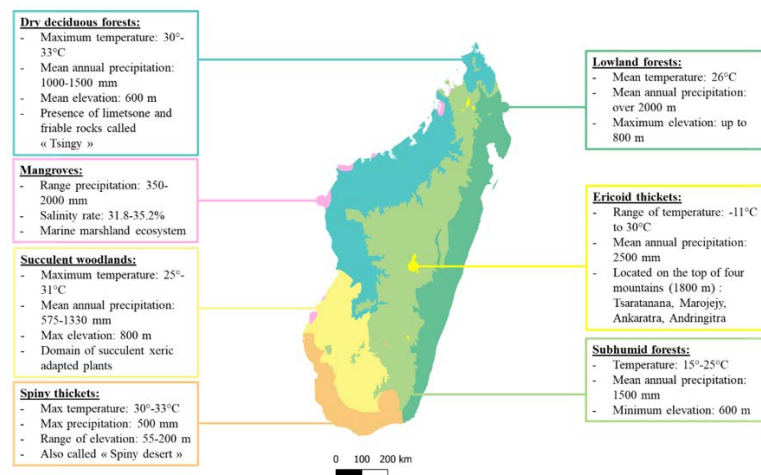 Dry deciduous forests:
- Maximum temperature: 30°-
33°C
- Mean annual precipitation:
1000-1500 mm
- Mean elevation: 600 m
- Presence of limetsone and
friable rocks called
« Tsingy »
Mangroves:
- Range precipitation: 350-
2000 mm
- Salinity rate: 31.8-35.2%
- Marine marshland ecosystem
Succulent woodlands:
- Maximum temperature: 25°-
31°C
- Mean annual precipitation:
575-1330 mm
- Max elevation: 800 m
- Domain of succulent xeric
adapted plants
Spiny thickets:
- Max temperature: 30°-33°C
- Max precipitation: 500 mm
- Range of elevation: 55-200 m
- Also called « Spiny desert »
Lowland forests:
- Mean temperature: 26°C
- Mean annual precipitation:
over 2000 m
- Maximum elevation: up to
800 m
Ericoid thickets:
- Range of temperature: -11°C
to 30°C
- Mean annual precipitation:
2500 mm
- Located on the top of four
mountains (1800 m) :
Tsaratanana, Marojejy,
Ankaratra, Andringitra
Subhumid forests:
- Temperature: 15°-25°C
- Mean annual precipitation:
1500 mm
- Minimum elevation: 600 m
0 100 200 km